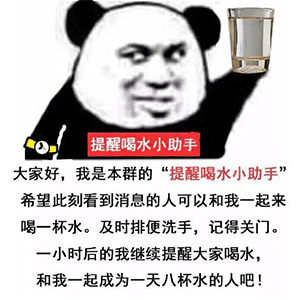 提醒喝水小助手
大家好，我是本群的“提醒喝水小助手”
希望此刻看到消息的人可以和我一起来
喝一杯水。及时排便洗手，记得关门。
一小时后的我继续提醒大家喝水，
和我一起成为一天八杯水的人吧！